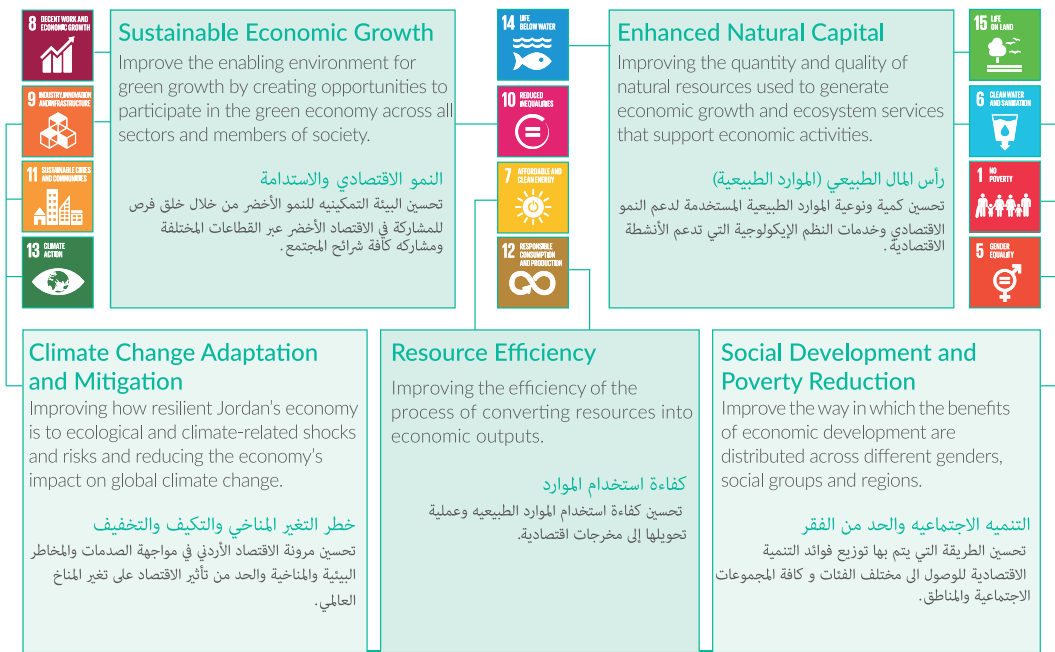 8 DECENT WORK AND
ECONOMIC GROWTH
9 INDUSTRY, INNOVATION
AND INFRASTRUCTURE
11 SUSTAINABLE CITIES
AND COMMUNITIES
13 CLIMATE
ACTION
Sustainable Economic Growth
Improve the enabling environment for
green growth by creating opportunities to
participate in the green economy across all
sectors and members of society.
النمو الاقتصادي والاستدامة
تحسين البيئة التمكينيه للنمو الأخضر من خلال خلق فرص
للمشاركة في الاقتصاد الأخضر عبر القطاعات المختلفة
ومشاركه كافة شرائح المجتمع.
14 LIFE
BELOW WATER
10 REDUCED
INEQUALITIES
7 AFFORDABLE AND
CLEAN ENERGY
12 RESPONSIBLE
CONSUMPTION
AND PRODUCTION
Enhanced Natural Capital
Improving the quantity and quality of
natural resources used to generate
economic growth and ecosystem services
that support economic activities.
رأس المال الطبيعي (الموارد الطبيعية)
تحسين كمية ونوعية الموارد الطبيعية المستخدمة لدعم النمو
الاقتصادي وخدمات النظم الإيكولوجية التي تدعم الأنشطة
الاقتصادية.
15 LIFE
ON LAND
6 CLEAN WATER
AND SANITATION
1 NO
POVERTY
5 GENDER
EQUALITY
Climate Change Adaptation
and Mitigation
Improving how resilient Jordan's economy
is to ecological and climate-related shocks
and risks and reducing the economy's
impact on global climate change.
خطر التغير المناخي والتكيف والتخفيف
تحسين مرونة الاقتصاد الأردني في مواجهة الصدمات والمخاطر
البيئية والمناخية والحد من تأثير الاقتصاد على تغير المناخ
العالمي.
Resource Efficiency
Improving the efficiency of the
process of converting resources into
economic outputs.
كفاءة استخدام الموارد
تحسين كفاءة استخدام الموارد الطبيعيه وعملية
تحويلها إلى مخرجات اقتصادية.
Social Development and
Poverty Reduction
Improve the way in which the benefits
of economic development are
distributed across different genders,
social groups and regions.
التنميه الاجتماعيه والحد من الفقر
تحسين الطريقة التي يتم بها توزيع فوائد التنمية
الاقتصادية للوصول الى مختلف الفئات و كافة المجموعات
الاجتماعية والمناطق.